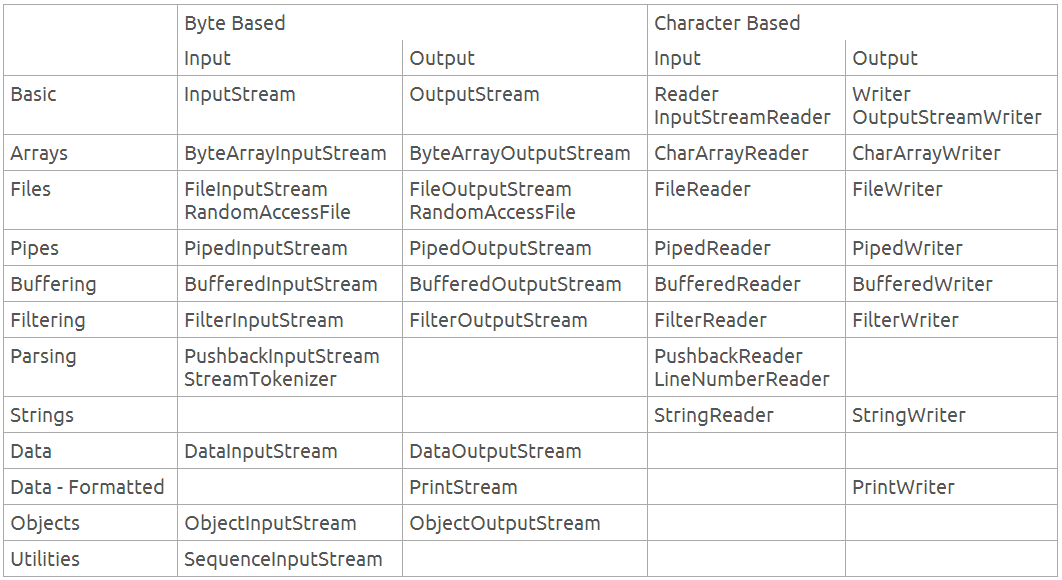 Byte Based Character Based
Input Output Input Output
Basic InputStream OutputStream Reader Writer
InputStreamReader OutputStreamWriter
Arrays ByteArrayInputStream ByteArrayOutputStream CharArrayReader CharArrayWriter
Files FileInputStream FileOutputStream FileReader FileWriter
RandomAccessFile RandomAccessFile
Pipes PipedInputStream PipedOutputStream PipedReader PipedWriter
Buffering BufferedInputStream BufferedOutputStream BufferedReader BufferedWriter
Filtering FilterInputStream FilterOutputStream FilterReader FilterWriter
Parsing PushbackInputStream PushbackReader
StreamTokenizer LineNumberReader
Strings StringReader StringWriter
Data DataInputStream DataOutputStream
Data - Formatted PrintStream PrintWriter
Objects ObjectInputStream ObjectOutputStream
Utilities SequenceInputStream